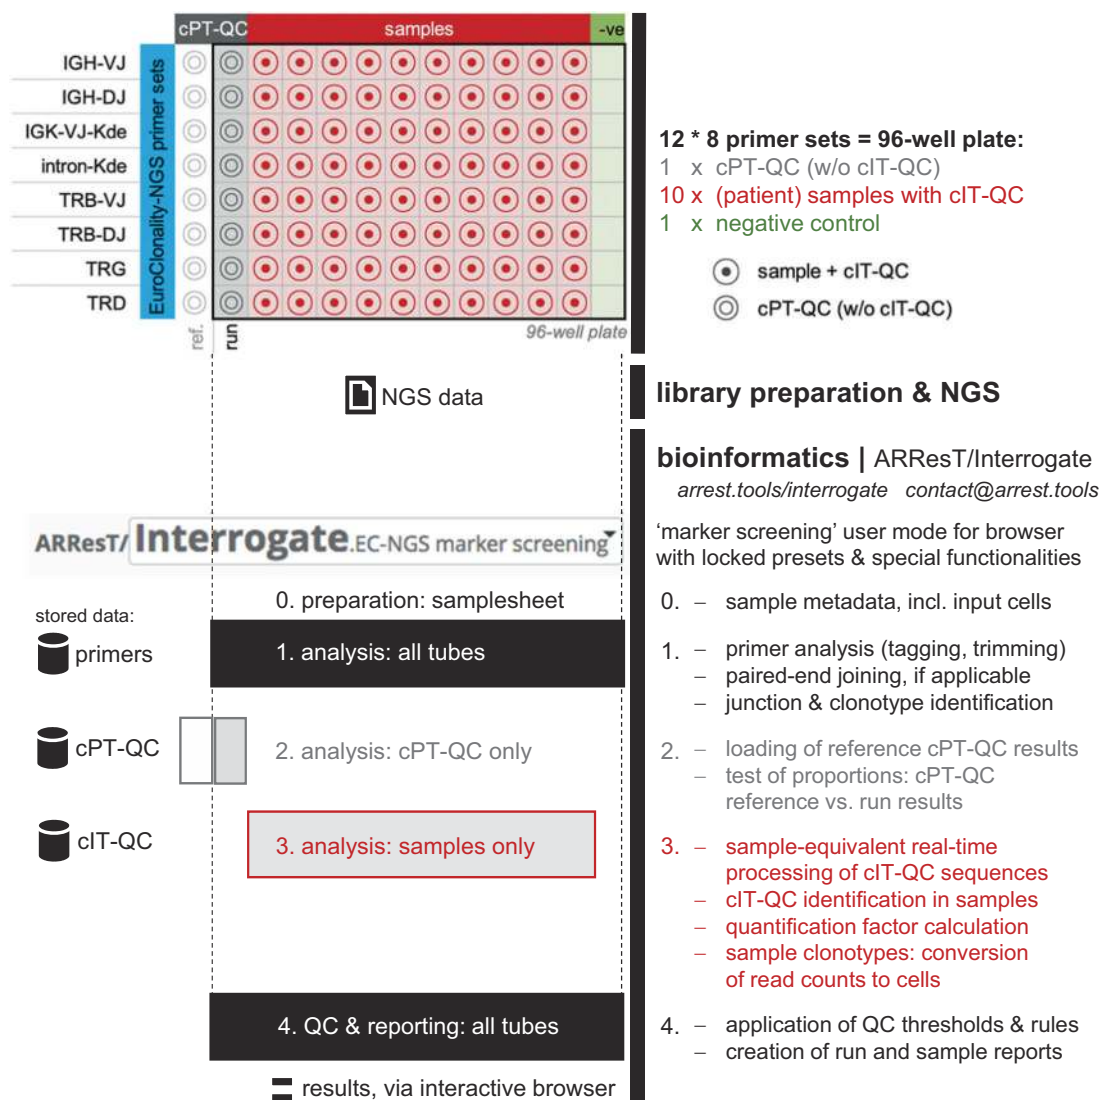 cPT-QC
samples
-ve
IGH-VJ
IGH-DJ
IGK-VJ-Kde
intron-Kde
TRB-VJ
TRB-DJ
TRG
TRD
EuroClonality-NGS primer sets
ref.
run
96-well plate
12 * 8 primer sets = 96-well plate:
1 x cPT-QC (w/o cIT-QC)
10 x (patient) samples with cIT-QC
1 x negative control
sample + cIT-QC
cPT-QC (w/o cIT-QC)
NGS data
library preparation & NGS
bioinformatics | ARResT/Interrogate
arrest.tools/interrogate contact@arrest.tools
ARResT/ Interrogate.EC-NGS marker screening
'marker screening' user mode for browser
with locked presets & special functionalities
stored data:
primers
cPT-QC
cIT-QC
0. preparation: samplesheet
1. analysis: all tubes
2. analysis: cPT-QC only
3. analysis: samples only
4. QC & reporting: all tubes
results, via interactive browser
0. – sample metadata, incl. input cells
1. – primer analysis (tagging, trimming)
– paired-end joining, if applicable
– junction & clonotype identification
2. – loading of reference cPT-QC results
– test of proportions: cPT-QC
reference vs. run results
3. – sample-equivalent real-time
processing of cIT-QC sequences
– cIT-QC identification in samples
– quantification factor calculation
– sample clonotypes: conversion
of read counts to cells
4. – application of QC thresholds & rules
– creation of run and sample reports